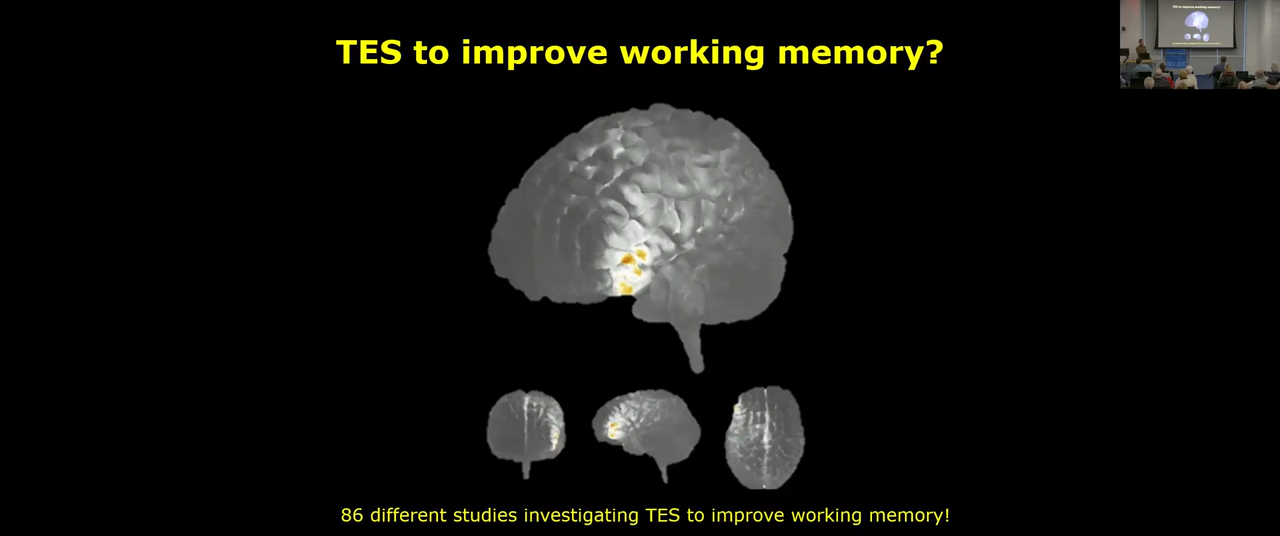 TES to improve working memory?
86 different studies investigating TES to improve working memory!